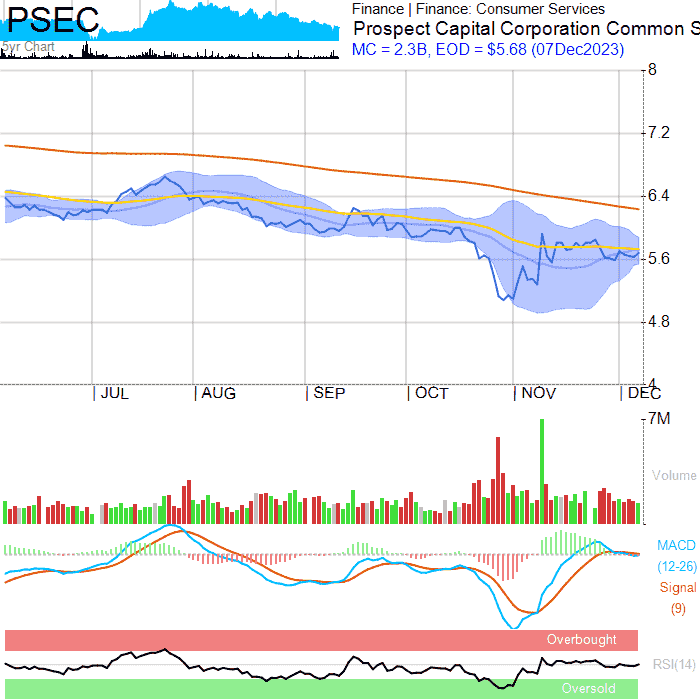 PSEC
5yr Chart
Finance | Finance: Consumer Services
Prospect Capital Corporation Common S
MC = 2.3B, EOD = $5.68 (07Dec2023)
8
7.2
6.4
5.6
4.8
4
JUL
AUG
SEP
OCT
NOV
DEC
7M
Volume
MACD
(12-26)
Signal
(9)
Overbought
RSI(14)
Oversold